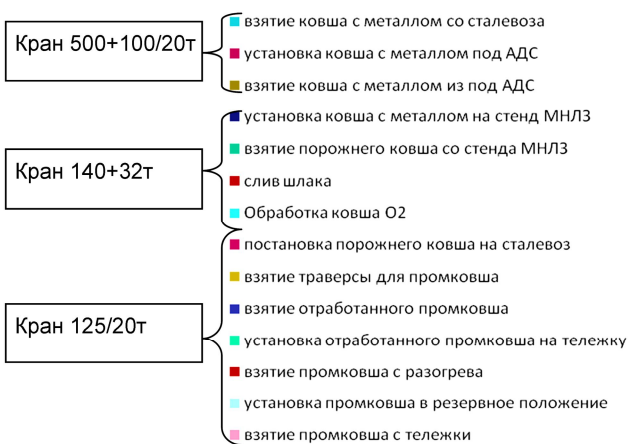 Кран 500+100/20т
взятие ковша с металлом со сталевоза
установка ковша с металлом под АДС
взятие ковша с металлом из под АДС
Кран 140+32т
установка ковша с металлом на стенд МНЛЗ
взятие порожнего ковша со стенда МНЛЗ
слив шлака
Обработка ковша О2
Кран 125/20т
постановка порожнего ковша на сталевоз
взятие траверсы для промковша
взятие отработанного промковша
установка отработанного промковша на тележку
взятие промковша с разогрева
установка промковша в резервное положение
взятие промковша с тележки